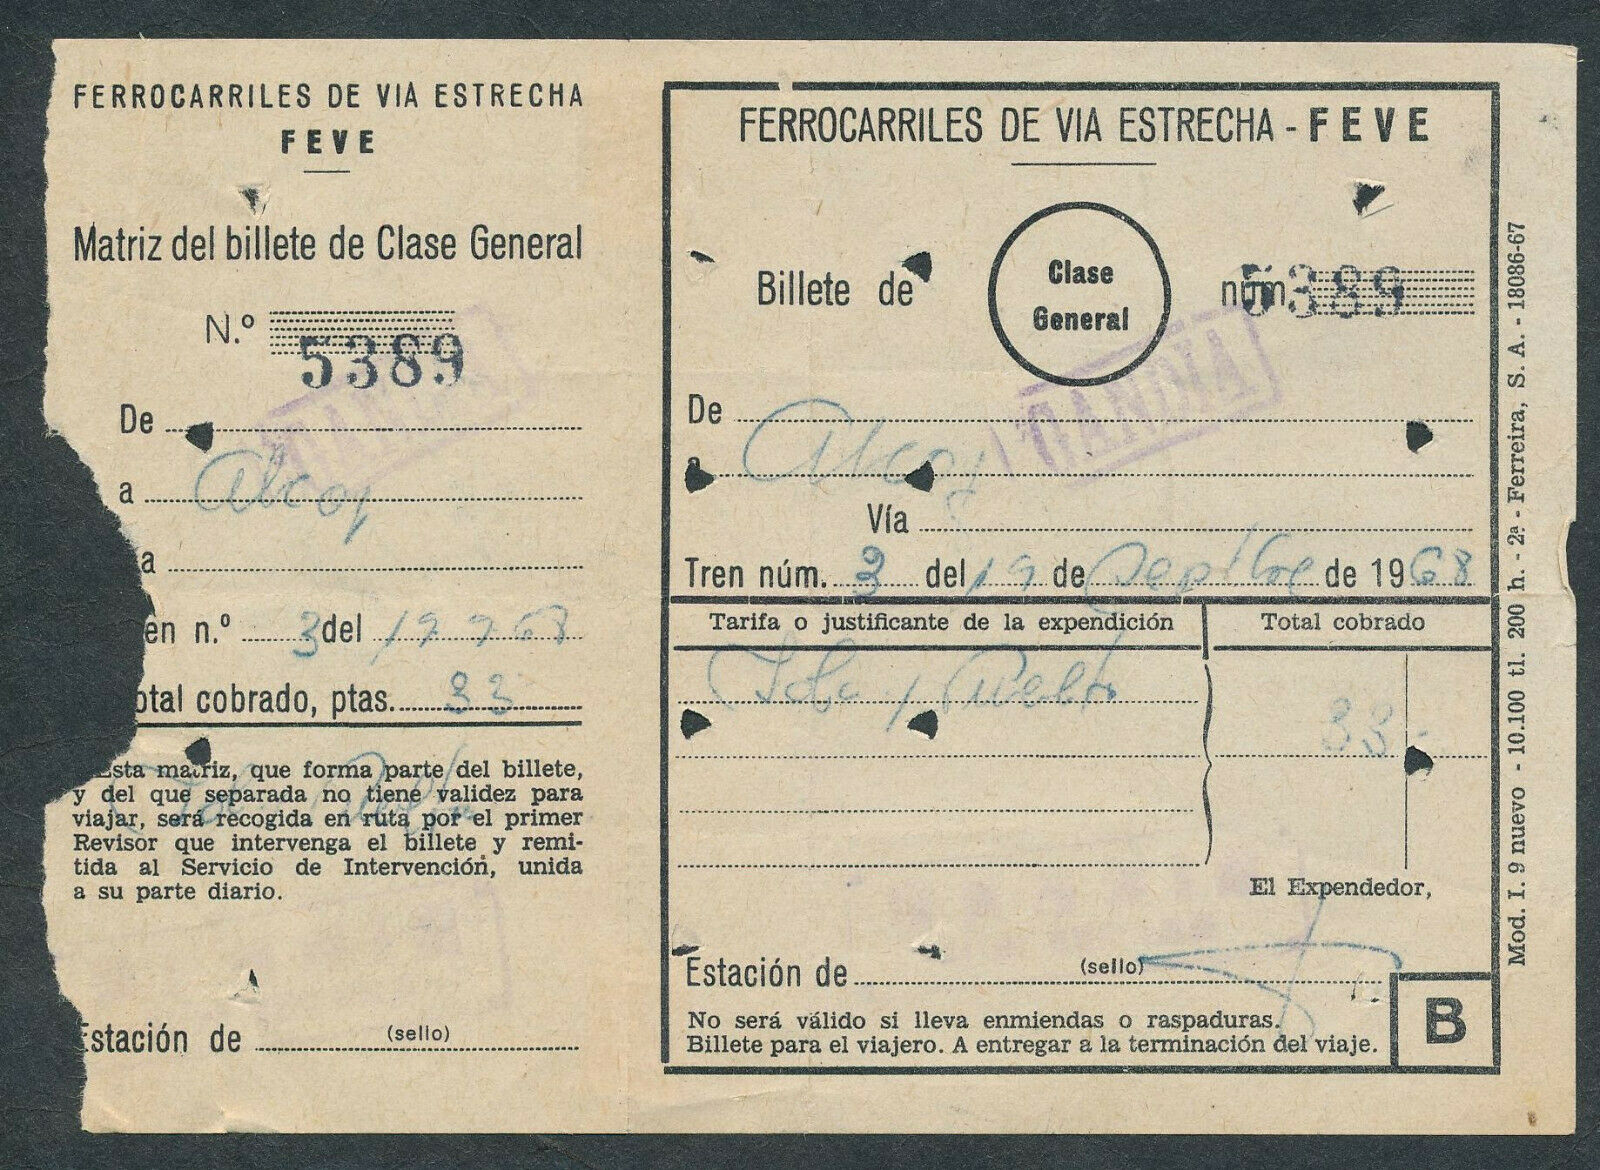 FERROCARRILES DE VIA ESTRECHA
FEVE
Matriz del billete de Clase General
N.º 5389
De
a Alcoy
a
en n.º 3 del 19 9 68
otal cobrado, ptas. 33
Esta matriz, que forma parte del billete,
y del que separada no tiene validez para
viajar, será recogida en ruta por el primer
Revisor que intervenga el billete y remi-
tida al Servicio de Intervención, unida
a su parte diario.
Estación de (sello)
FERROCARRILES DE VIA ESTRECHA - FEVE
Billete de Clase General núm 5389
De
a Alcoy
Vía
Tren núm. 3 del 19 de Septbre de 1968
Tarifa o justificante de la expendición Total cobrado
Ida y Vuelta 33-
El Expendedor,
Estación de (sello)
No será válido si lleva enmiendas o raspaduras.
Billete para el viajero. A entregar a la terminación del viaje.
B
Mod. I. 9 nuevo - 10.100 tl. 200 h. - 2ª - Ferreira, S. A. - 18086-67